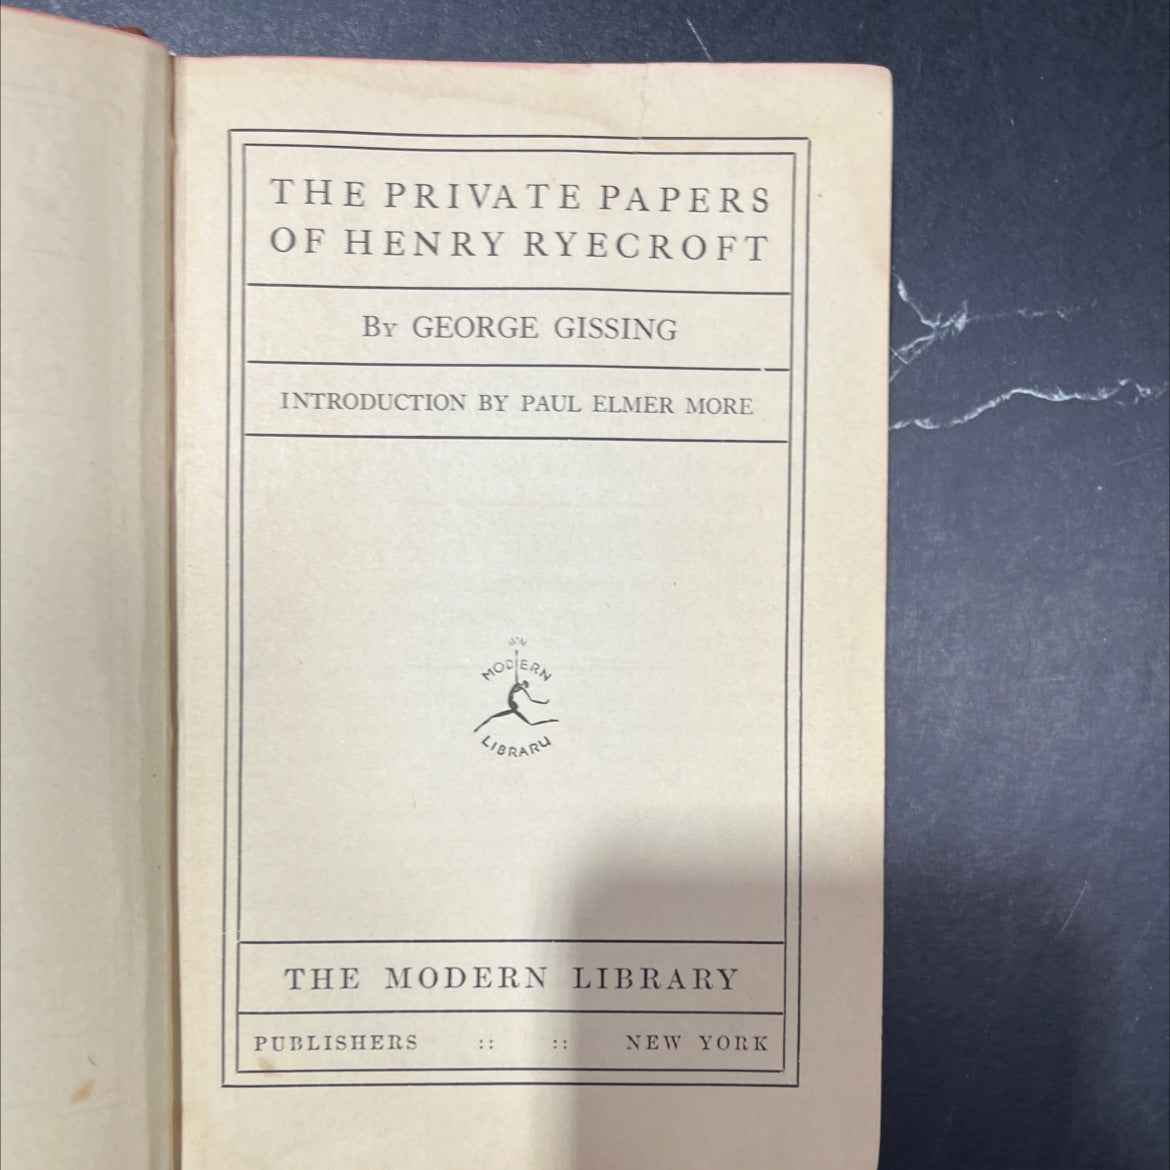 THE PRIVATE PAPERS
OF HENRY RYECROFT
By GEORGE GISSING
INTRODUCTION BY PAUL ELMER MORE
MODERN
LIBRARY
THE MODERN LIBRARY
PUBLISHERS :: :: NEW YORK